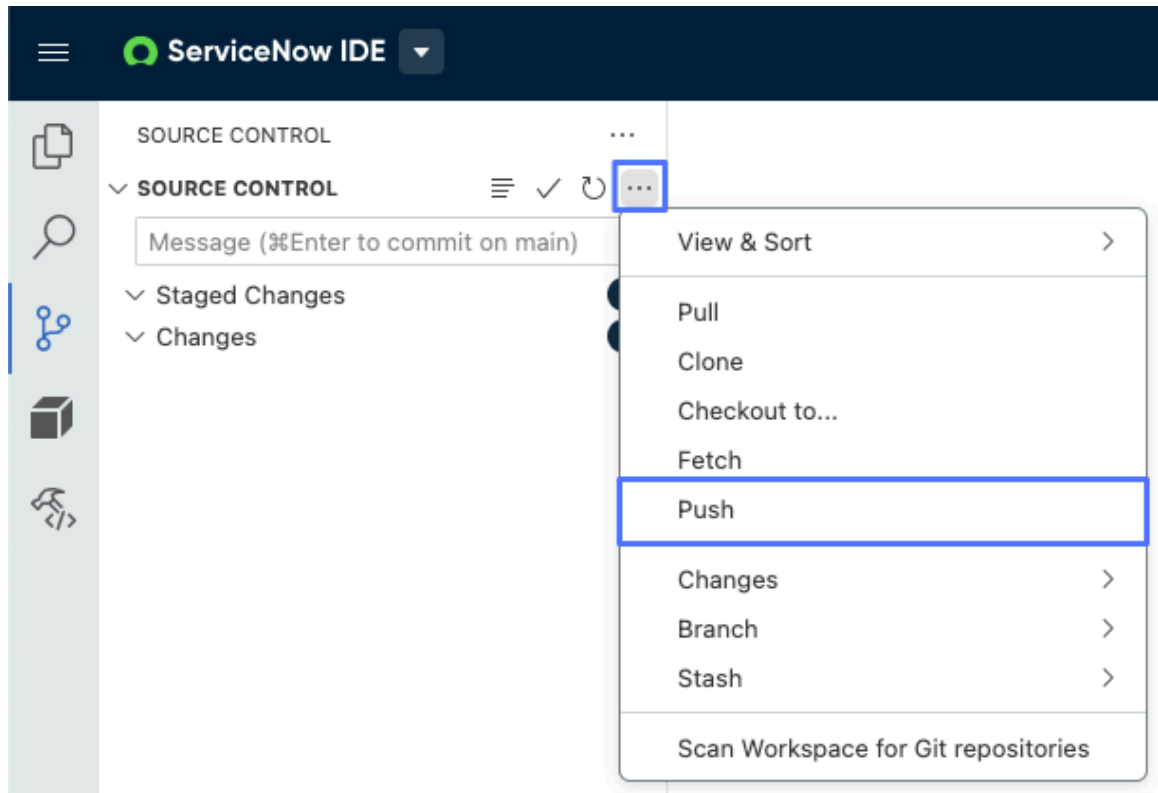 ServiceNow IDE
SOURCE CONTROL
SOURCE CONTROL
Message (⌘Enter to commit on main)
Staged Changes
Changes
View & Sort
Pull
Clone
Checkout to...
Fetch
Push
Changes
Branch
Stash
Scan Workspace for Git repositories